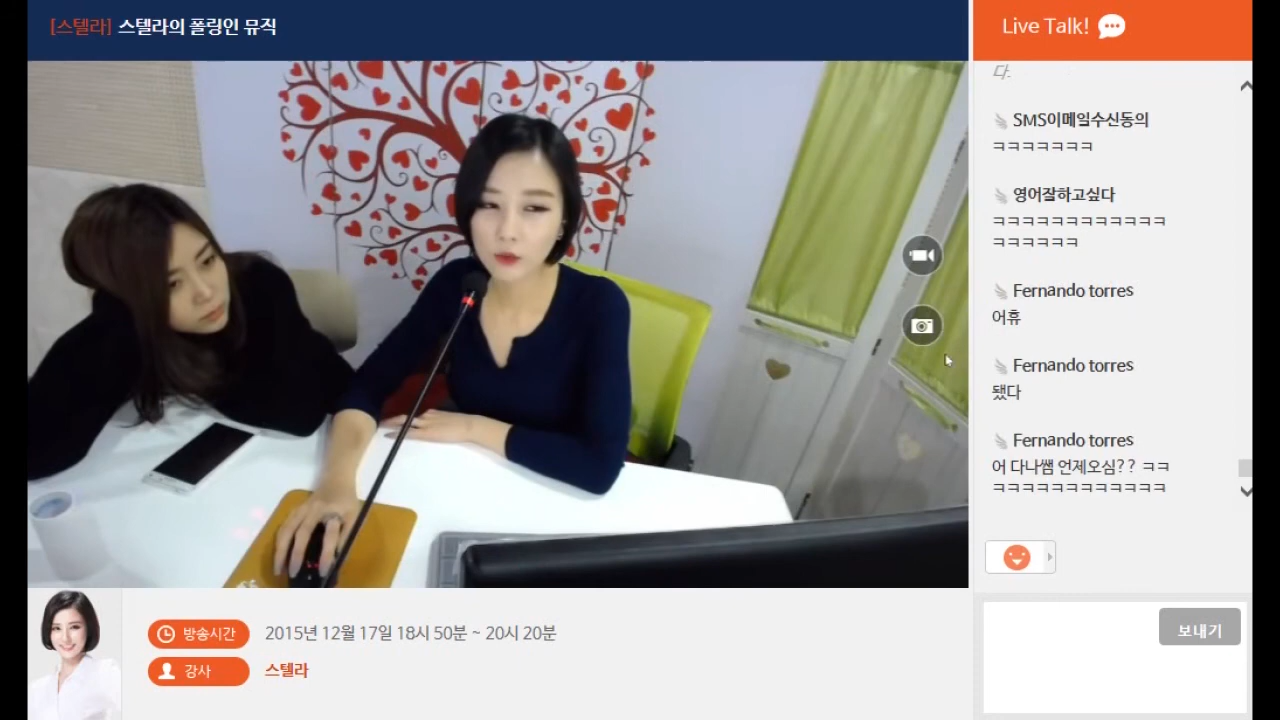 [스텔라] 스텔라의 폴링인 뮤직
Live Talk!
다.
SMS이메일수신동의
ㅋㅋㅋㅋㅋㅋㅋ
영어잘하고싶다
ㅋㅋㅋㅋㅋㅋㅋㅋㅋㅋㅋㅋ
ㅋㅋㅋㅋㅋㅋ
Fernando torres
어휴
Fernando torres
됐다
Fernando torres
어 다나쌤 언제오심?? ㅋㅋ
ㅋㅋㅋㅋㅋㅋㅋㅋㅋㅋㅋㅋ
보내기
방송시간 2015년 12월 17일 18시 50분 ~ 20시 20분
강사 스텔라